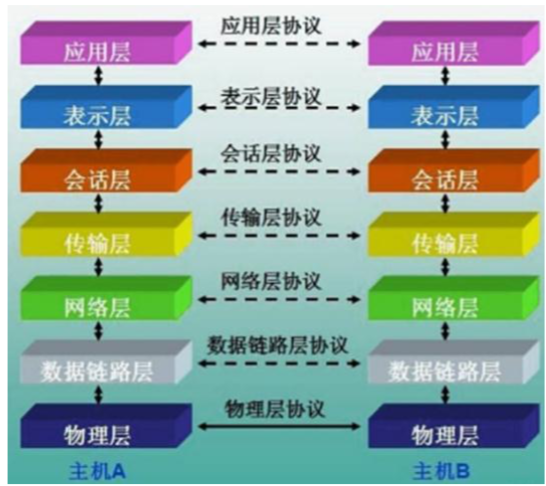 应用层 应用层协议 应用层
表示层 表示层协议 表示层
会话层 会话层协议 会话层
传输层 传输层协议 传输层
网络层 网络层协议 网络层
数据链路层 数据链路层协议 数据链路层
物理层 物理层协议 物理层
主机A 主机B